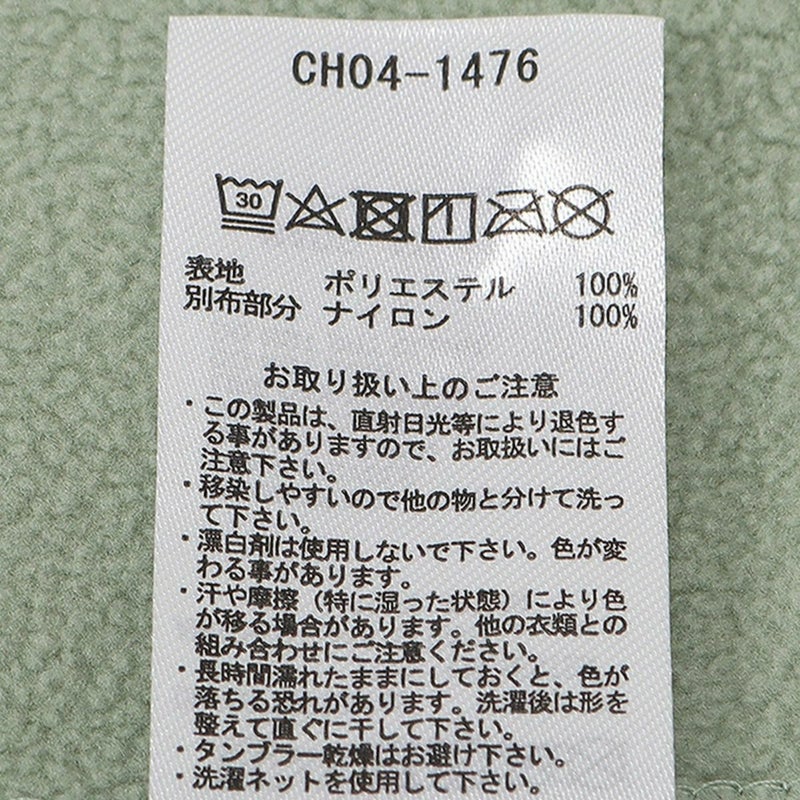 CH04-1476
30
表地 ポリエステル 100%
別布部分 ナイロン 100%
お取り扱い上のご注意
・この製品は、直射日光等により退色す
る事がありますので、お取扱いにはご
注意下さい。
・移染しやすいので他の物と分けて洗っ
て下さい。
・漂白剤は使用しないで下さい。色が変
わる事があります。
・汗や摩擦（特に湿った状態）により色
が移る場合があります。他の衣類との
組み合わせにご注意ください。
・長時間濡れたままにしておくと、色が
落ちる恐れがあります。洗濯後は形を
整えて直ぐに干して下さい。
・タンブラー乾燥はお避け下さい。
・洗濯ネットを使用して下さい。